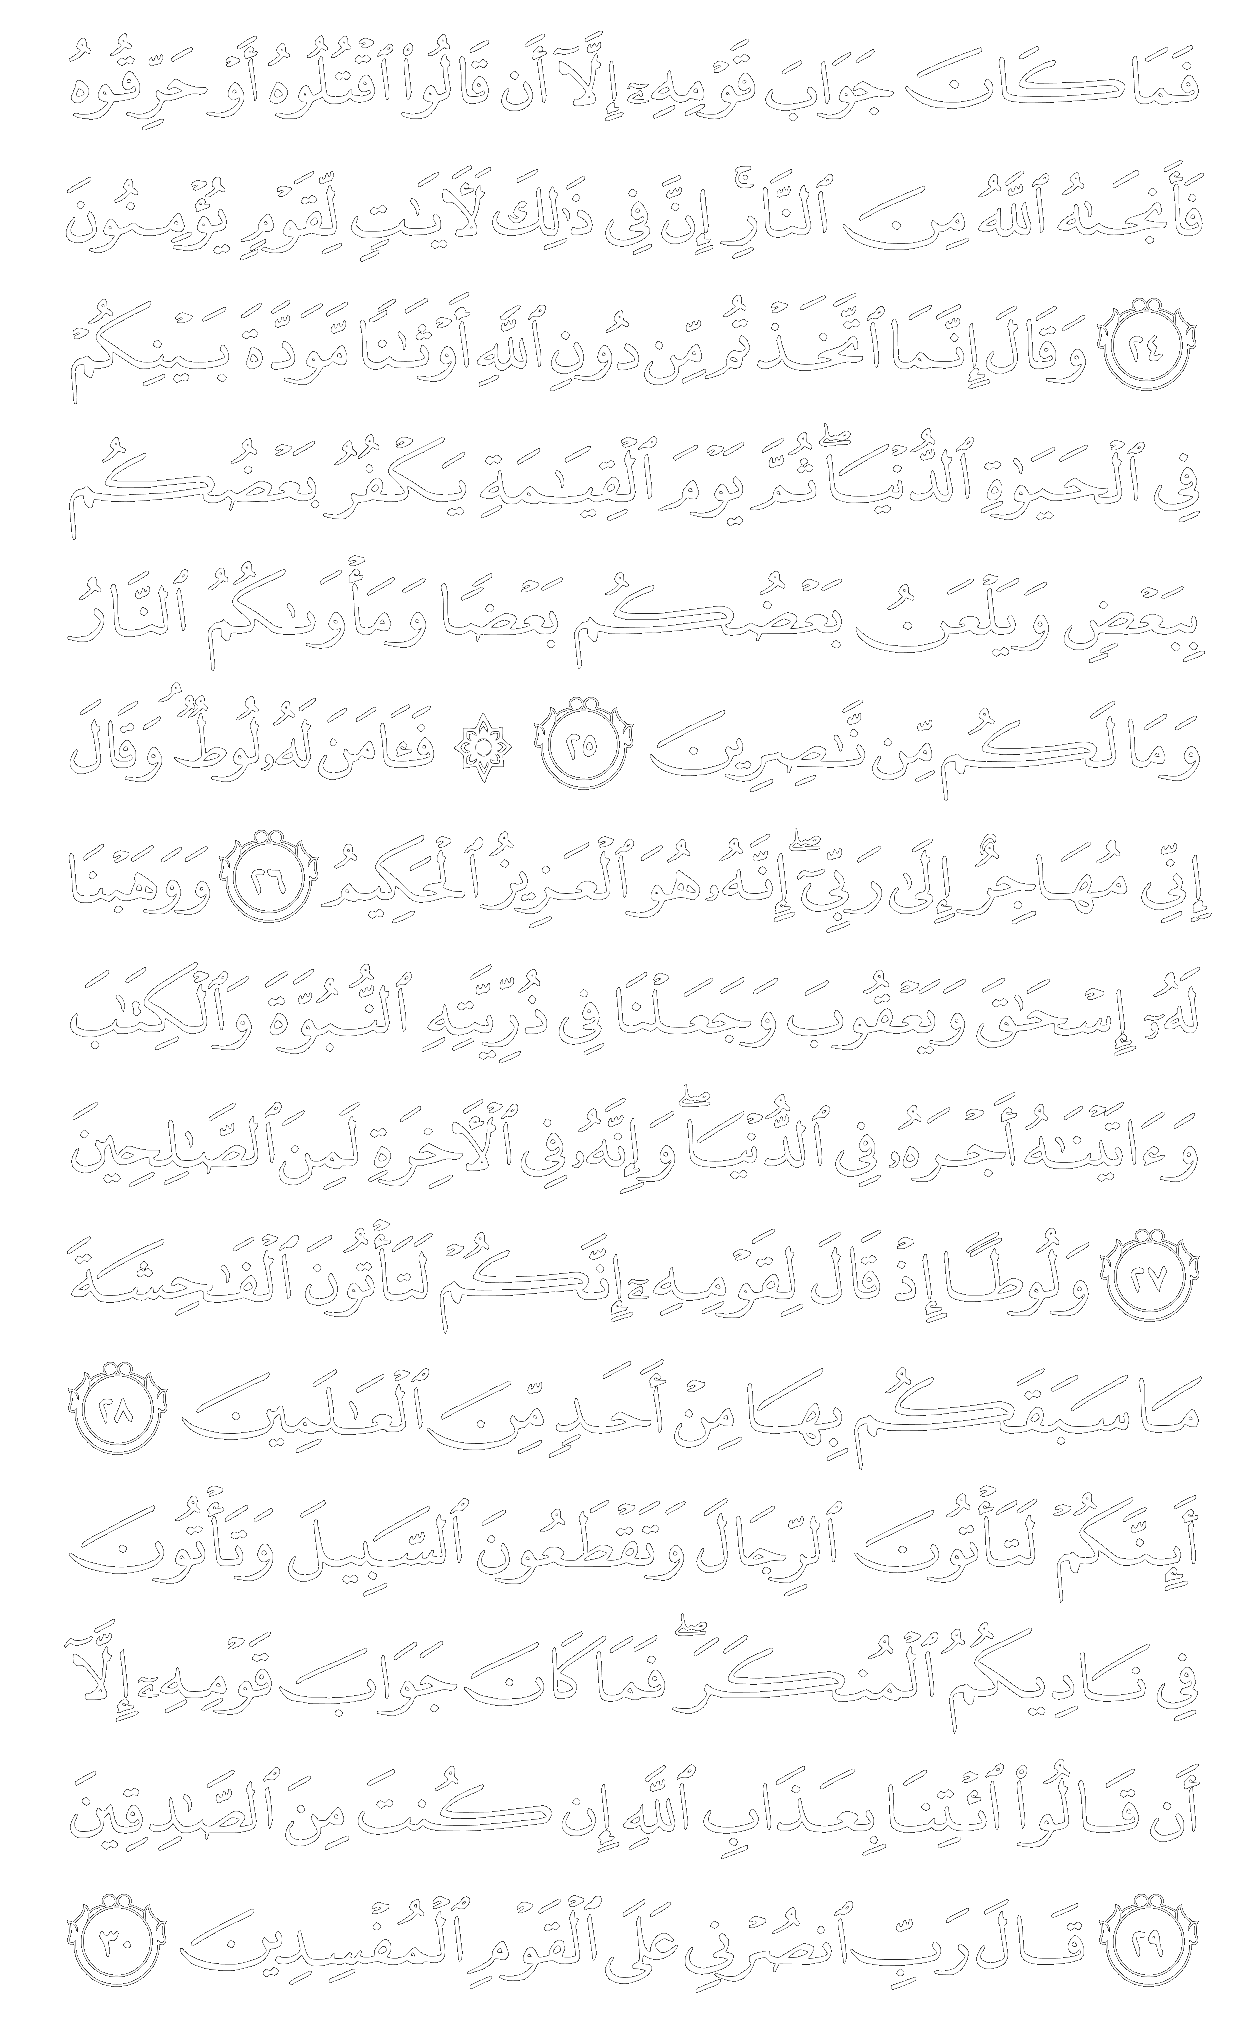 فَمَا كَانَ جَوَابَ قَوْمِهِۦٓ إِلَّآ أَن قَالُوا۟ ٱقْتُلُوهُ أَوْ حَرِّقُوهُ
فَأَنجَىٰهُ ٱللَّهُ مِنَ ٱلنَّارِ ۚ إِنَّ فِى ذَٰلِكَ لَـَٔايَـٰتٍ لِّقَوْمٍ يُؤْمِنُونَ
٢٤ وَقَالَ إِنَّمَا ٱتَّخَذْتُم مِّن دُونِ ٱللَّهِ أَوْثَـٰنًا مَّوَدَّةَ بَيْنِكُمْ
فِى ٱلْحَيَوٰةِ ٱلدُّنْيَا ۖ ثُمَّ يَوْمَ ٱلْقِيَـٰمَةِ يَكْفُرُ بَعْضُكُم
بِبَعْضٍ وَيَلْعَنُ بَعْضُكُم بَعْضًا وَمَأْوَىٰكُمُ ٱلنَّارُ
وَمَا لَكُم مِّن نَّـٰصِرِينَ ٢٥ ۞ فَـَٔامَنَ لَهُۥ لُوطٌ ۘ وَقَالَ
إِنِّى مُهَاجِرٌ إِلَىٰ رَبِّىٓ ۖ إِنَّهُۥ هُوَ ٱلْعَزِيزُ ٱلْحَكِيمُ ٢٦ وَوَهَبْنَا
لَهُۥٓ إِسْحَـٰقَ وَيَعْقُوبَ وَجَعَلْنَا فِى ذُرِّيَّتِهِ ٱلنُّبُوَّةَ وَٱلْكِتَـٰبَ
وَءَاتَيْنَـٰهُ أَجْرَهُۥ فِى ٱلدُّنْيَا ۖ وَإِنَّهُۥ فِى ٱلْـَٔاخِرَةِ لَمِنَ ٱلصَّـٰلِحِينَ
٢٧ وَلُوطًا إِذْ قَالَ لِقَوْمِهِۦٓ إِنَّكُمْ لَتَأْتُونَ ٱلْفَـٰحِشَةَ
مَا سَبَقَكُم بِهَا مِنْ أَحَدٍ مِّنَ ٱلْعَـٰلَمِينَ ٢٨
أَئِنَّكُمْ لَتَأْتُونَ ٱلرِّجَالَ وَتَقْطَعُونَ ٱلسَّبِيلَ وَتَأْتُونَ
فِى نَادِيكُمُ ٱلْمُنكَرَ ۖ فَمَا كَانَ جَوَابَ قَوْمِهِۦٓ إِلَّآ
أَن قَالُوا۟ ٱئْتِنَا بِعَذَابِ ٱللَّهِ إِن كُنتَ مِنَ ٱلصَّـٰدِقِينَ
٢٩ قَالَ رَبِّ ٱنصُرْنِى عَلَى ٱلْقَوْمِ ٱلْمُفْسِدِينَ ٣٠